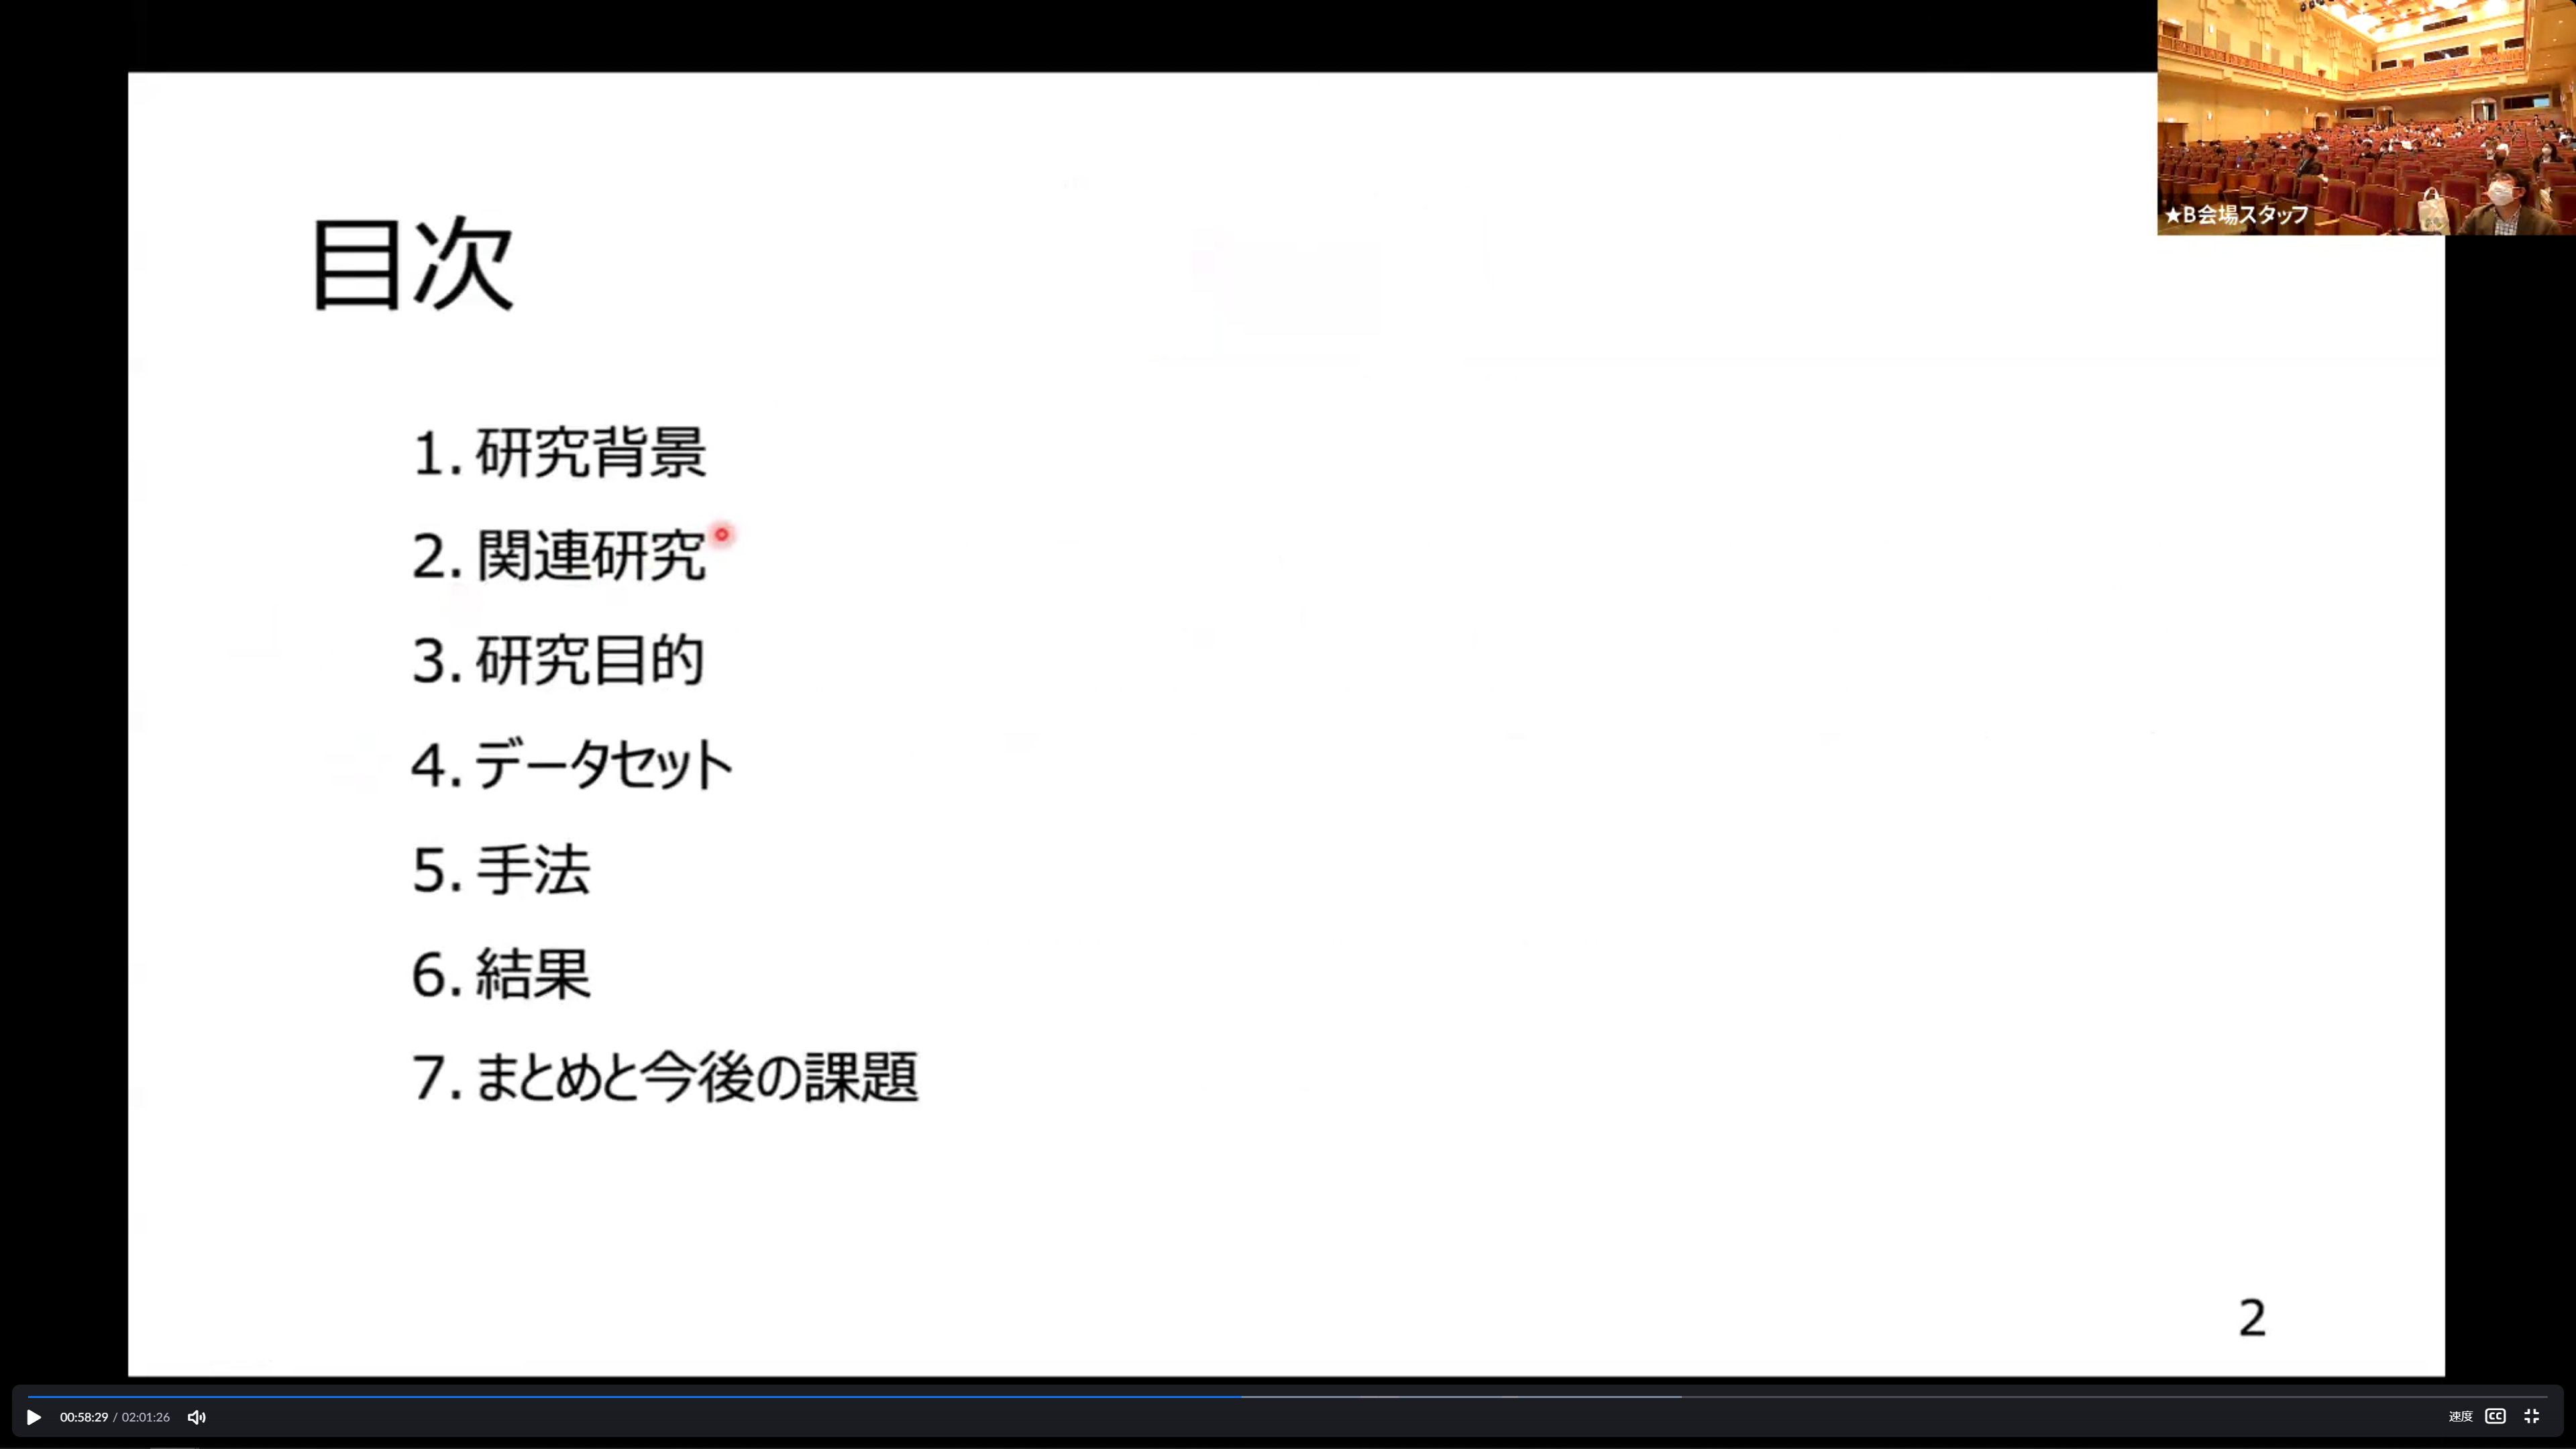 ★B会場スタッフ
目次
1. 研究背景
2. 関連研究
3. 研究目的
4. データセット
5. 手法
6. 結果
7. まとめと今後の課題
2
00:58:29 / 02:01:26
速度 CC